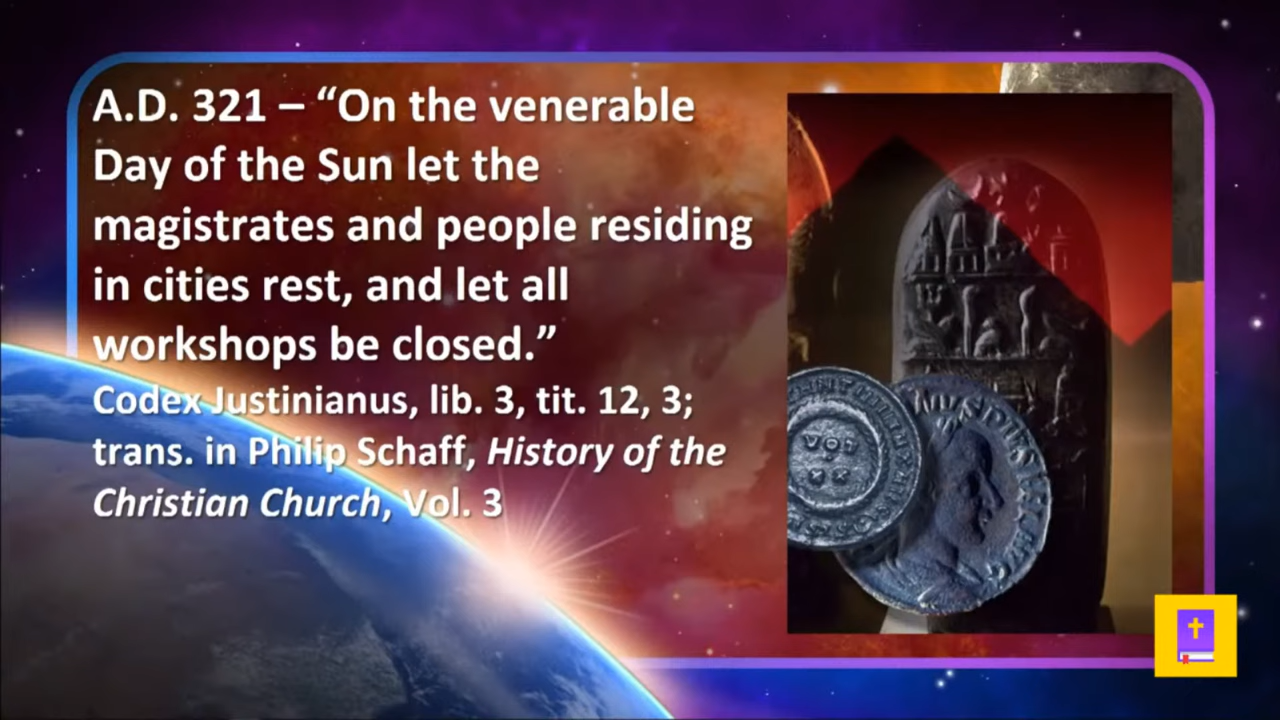 A.D. 321 – “On the venerable
Day of the Sun let the
magistrates and people residing
in cities rest, and let all
workshops be closed.”
Codex Justinianus, lib. 3, tit. 12, 3;
trans. in Philip Schaff, History of the
Christian Church, Vol. 3
VOT
XX